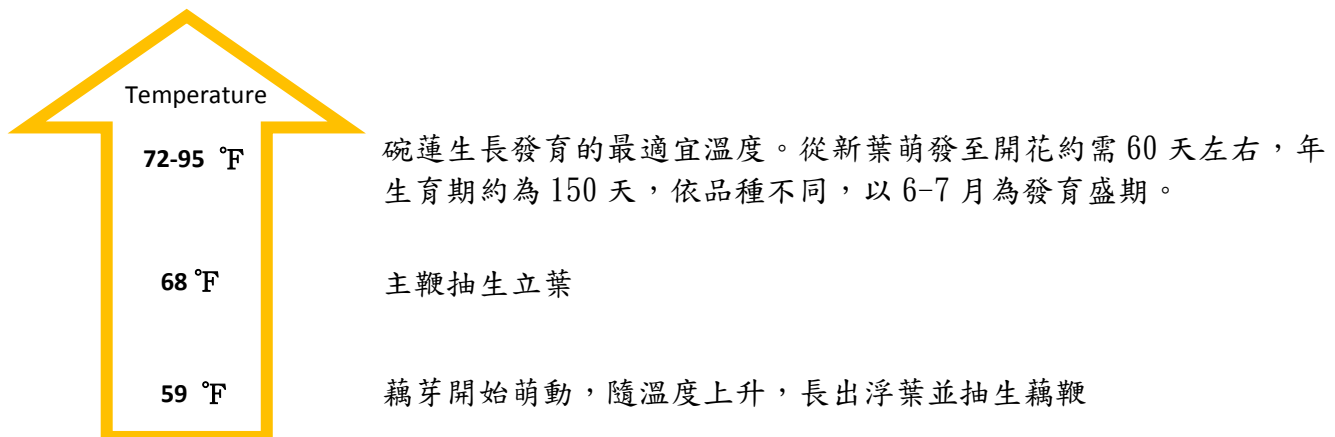 Temperature
72-95 ℉
碗蓮生長發育的最適宜溫度。從新葉萌發至開花約需 60 天左右，年
生育期約為 150 天，依品種不同，以 6-7 月為發育盛期。
68 ℉
主鞭抽生立葉
59 ℉
藕芽開始萌動，隨溫度上升，長出浮葉並抽生藕鞭